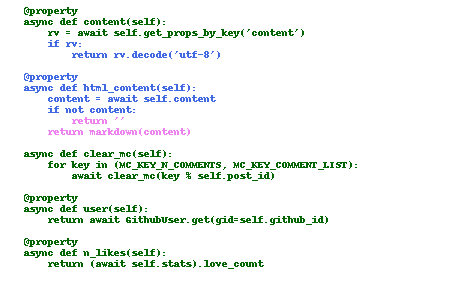 @property
async def content(self):
    rv = await self.get_props_by_key('content')
    if rv:
        return rv.decode('utf-8')

@property
async def html_content(self):
    content = await self.content
    if not content:
        return ''
    return markdown(content)

async def clear_mc(self):
    for key in (MC_KEY_N_COMMENTS, MC_KEY_COMMENT_LIST):
        await clear_mc(key % self.post_id)

@property
async def user(self):
    return await GithubUser.get(gid=self.github_id)

@property
async def n_likes(self):
    return (await self.stats).love_count